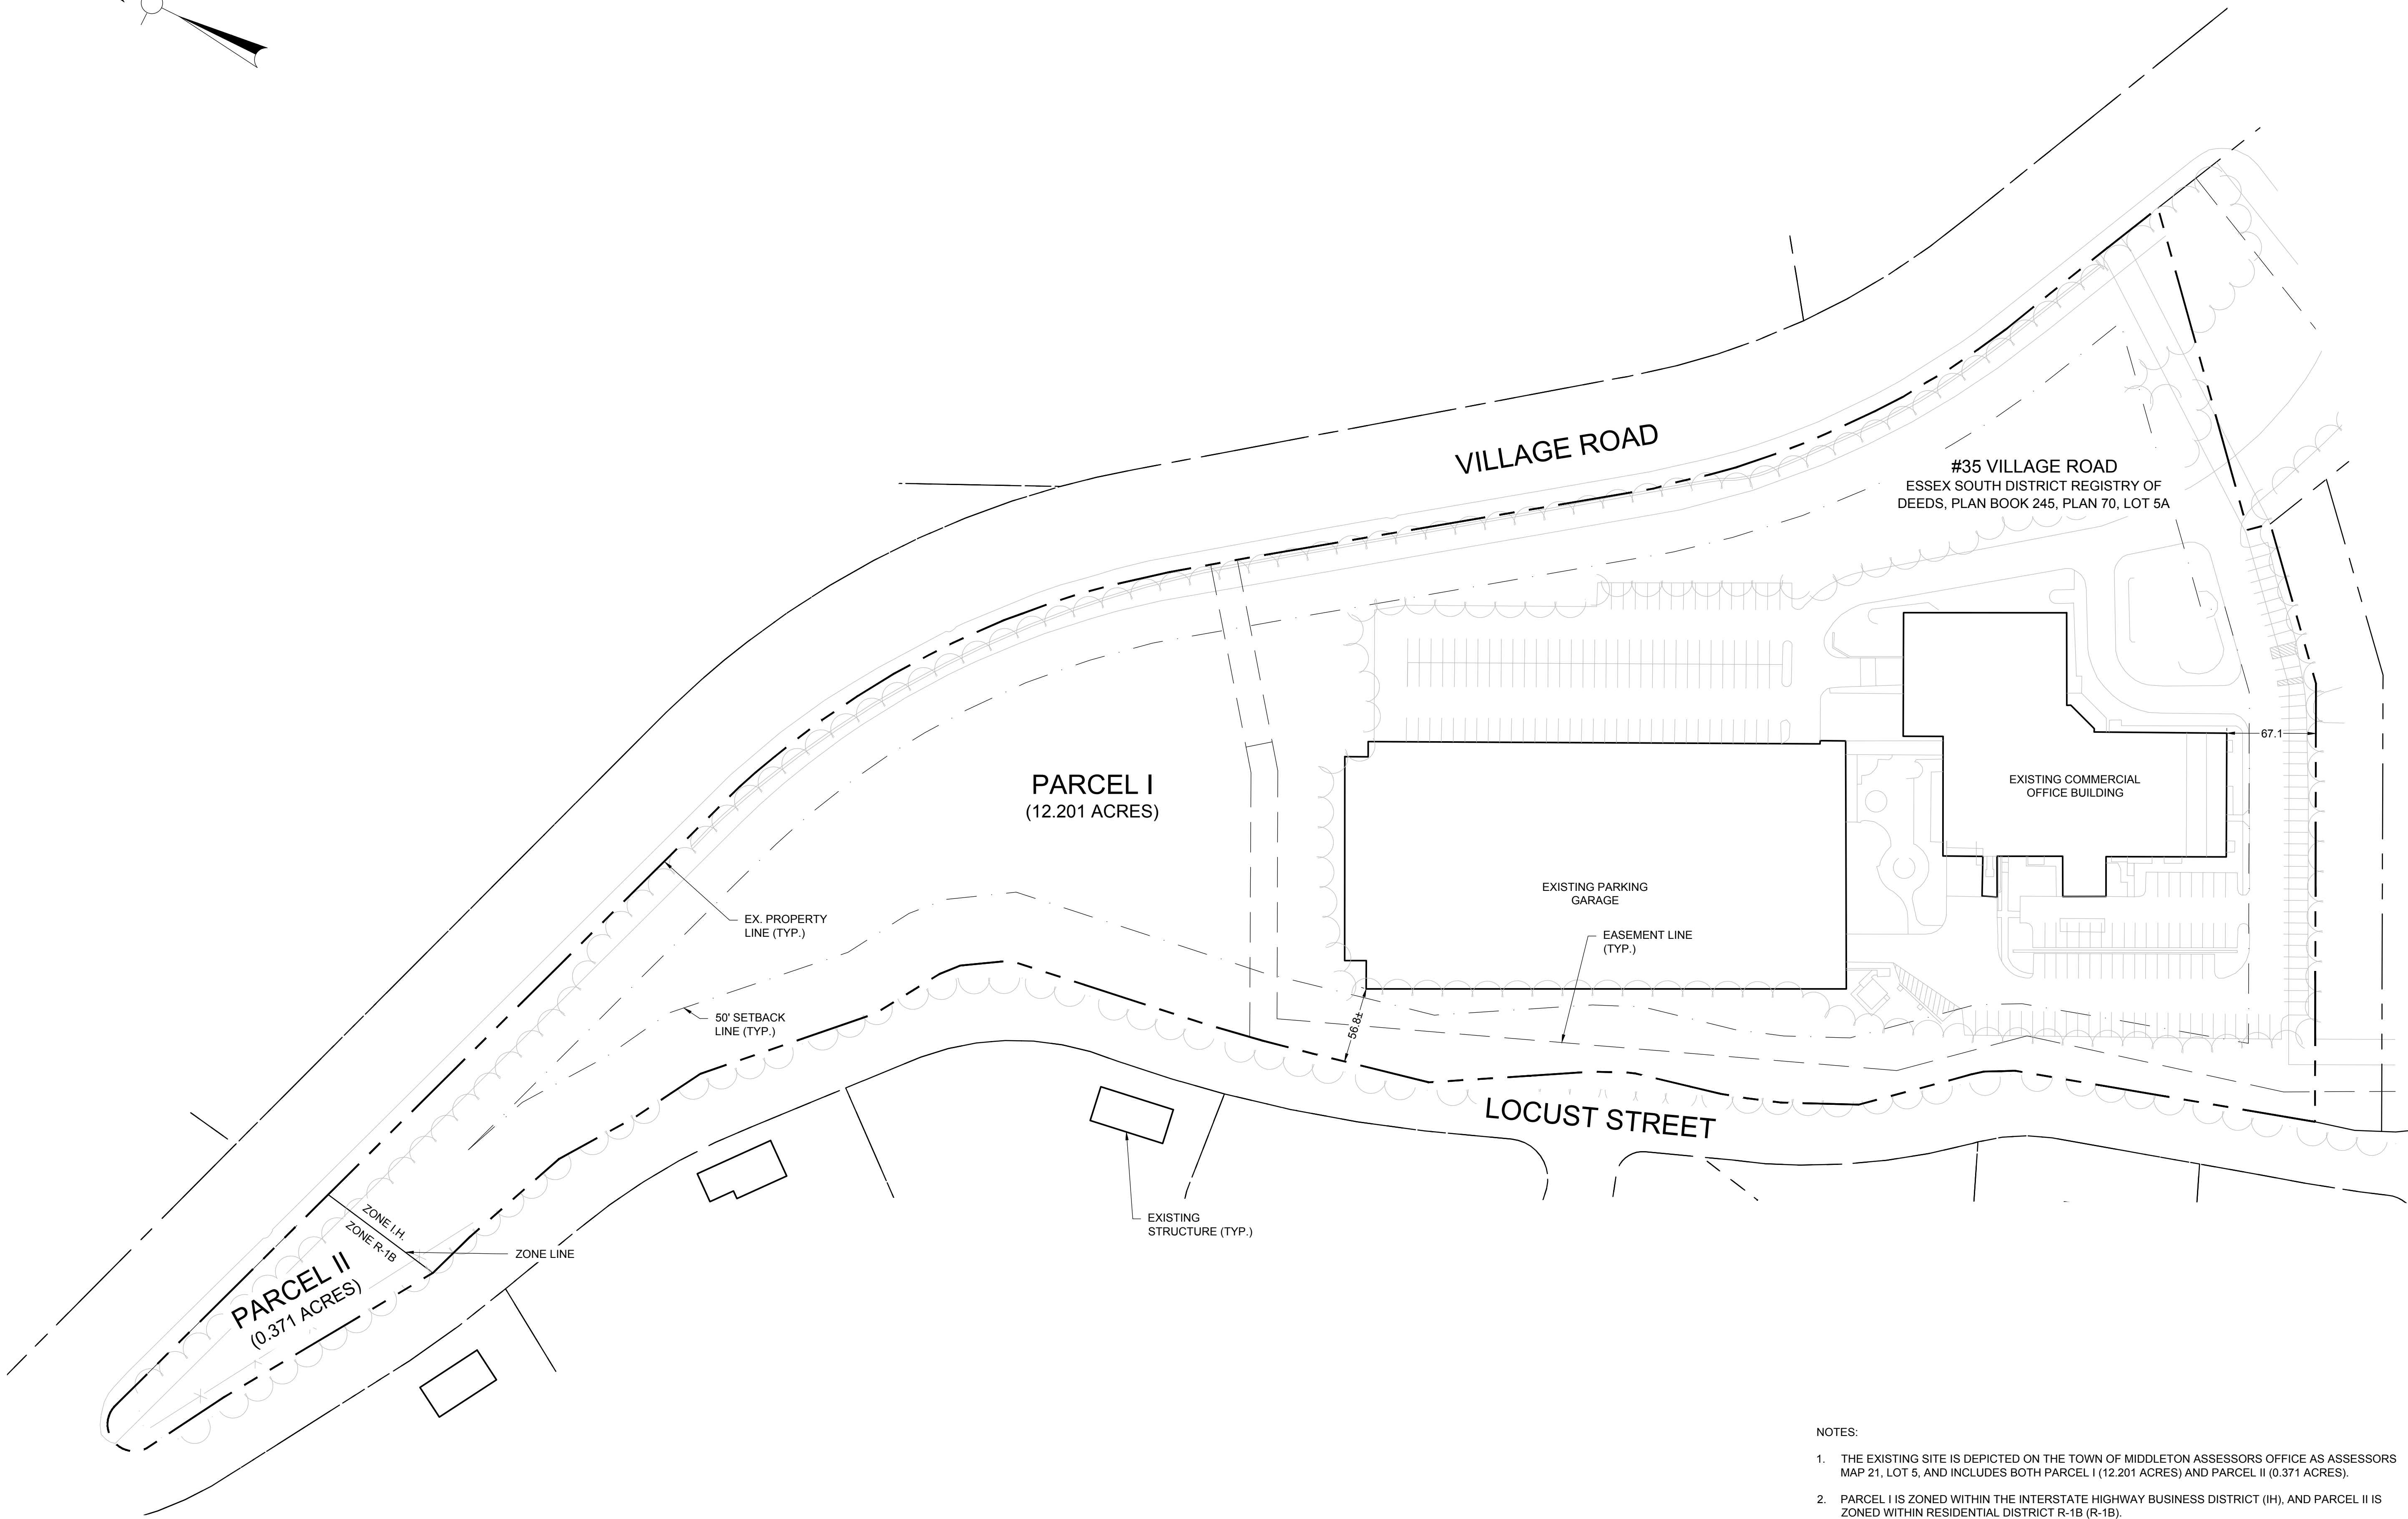 VILLAGE ROAD
#35 VILLAGE ROAD
ESSEX SOUTH DISTRICT REGISTRY OF
DEEDS, PLAN BOOK 245, PLAN 70, LOT 5A
67.1
EXISTING COMMERCIAL
OFFICE BUILDING
PARCEL I
(12.201 ACRES)
EXISTING PARKING
GARAGE
EX. PROPERTY
LINE (TYP.)
EASEMENT LINE
(TYP.)
50' SETBACK
LINE (TYP.)
56.8±
LOCUST STREET
EXISTING
STRUCTURE (TYP.)
ZONE I.H.
ZONE R-1B
ZONE LINE
PARCEL II
(0.371 ACRES)
NOTES:
1. THE EXISTING SITE IS DEPICTED ON THE TOWN OF MIDDLETON ASSESSORS OFFICE AS ASSESSORS
MAP 21, LOT 5, AND INCLUDES BOTH PARCEL I (12.201 ACRES) AND PARCEL II (0.371 ACRES).
2. PARCEL I IS ZONED WITHIN THE INTERSTATE HIGHWAY BUSINESS DISTRICT (IH), AND PARCEL II IS
ZONED WITHIN RESIDENTIAL DISTRICT R-1B (R-1B).